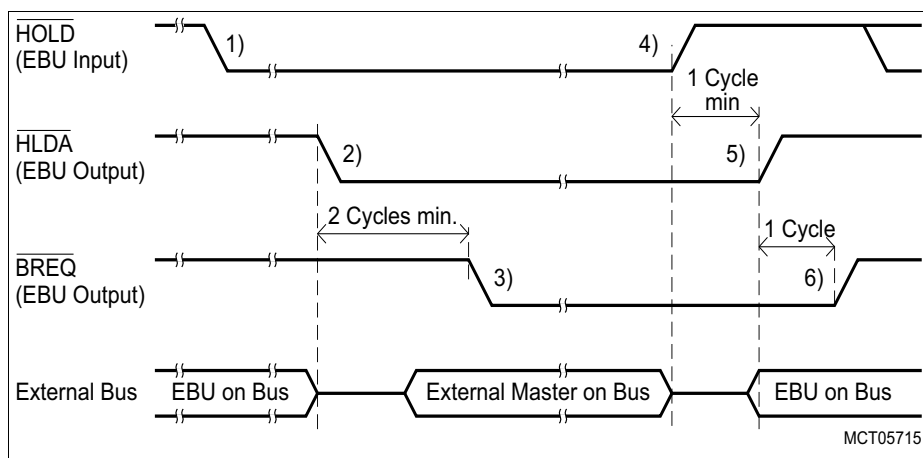 HOLD
(EBU Input)
1)
4)
1 Cycle
min
HLDA
(EBU Output)
2)
5)
2 Cycles min.
1 Cycle
BREQ
(EBU Output)
3)
6)
External Bus
EBU on Bus
External Master on Bus
EBU on Bus
MCT05715